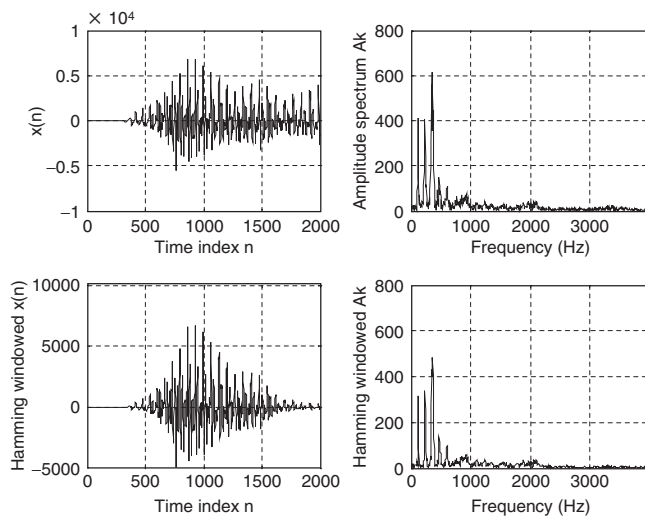 × 10⁴
1
0.5
0
−0.5
−1
x(n)
0 500 1000 1500 2000
Time index n
800
600
400
200
0
Amplitude spectrum Ak
0 1000 2000 3000
Frequency (Hz)
10000
5000
0
−5000
Hamming windowed x(n)
0 500 1000 1500 2000
Time index n
800
600
400
200
0
Hamming windowed Ak
0 1000 2000 3000
Frequency (Hz)